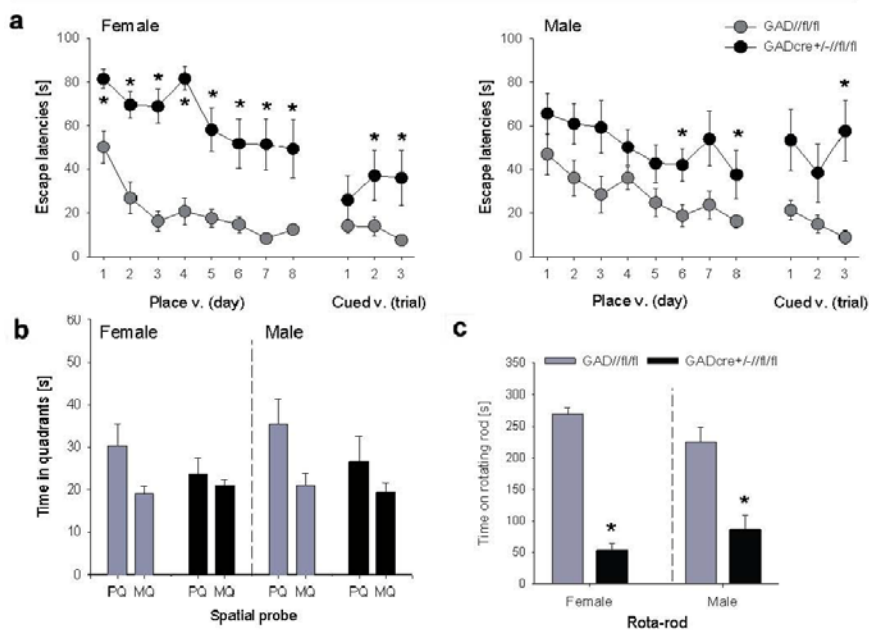 a
Female
Escape latencies [s]
100
80
60
40
20
0
* * * * * * * * * *
1 2 3 4 5 6 7 8 1 2 3
Place v. (day) Cued v. (trial)
Male
GAD//fl/fl
GADcre+/-//fl/fl
Escape latencies [s]
100
80
60
40
20
0
* * *
1 2 3 4 5 6 7 8 1 2 3
Place v. (day) Cued v. (trial)
b
Female Male
Time in quadrants [s]
60
50
40
30
20
10
0
PQ MQ PQ MQ PQ MQ PQ MQ
Spatial probe
c
GAD//fl/fl GADcre+/-//fl/fl
Time on rotating rod [s]
350
300
250
200
150
100
50
0
* *
Female Male
Rota-rod